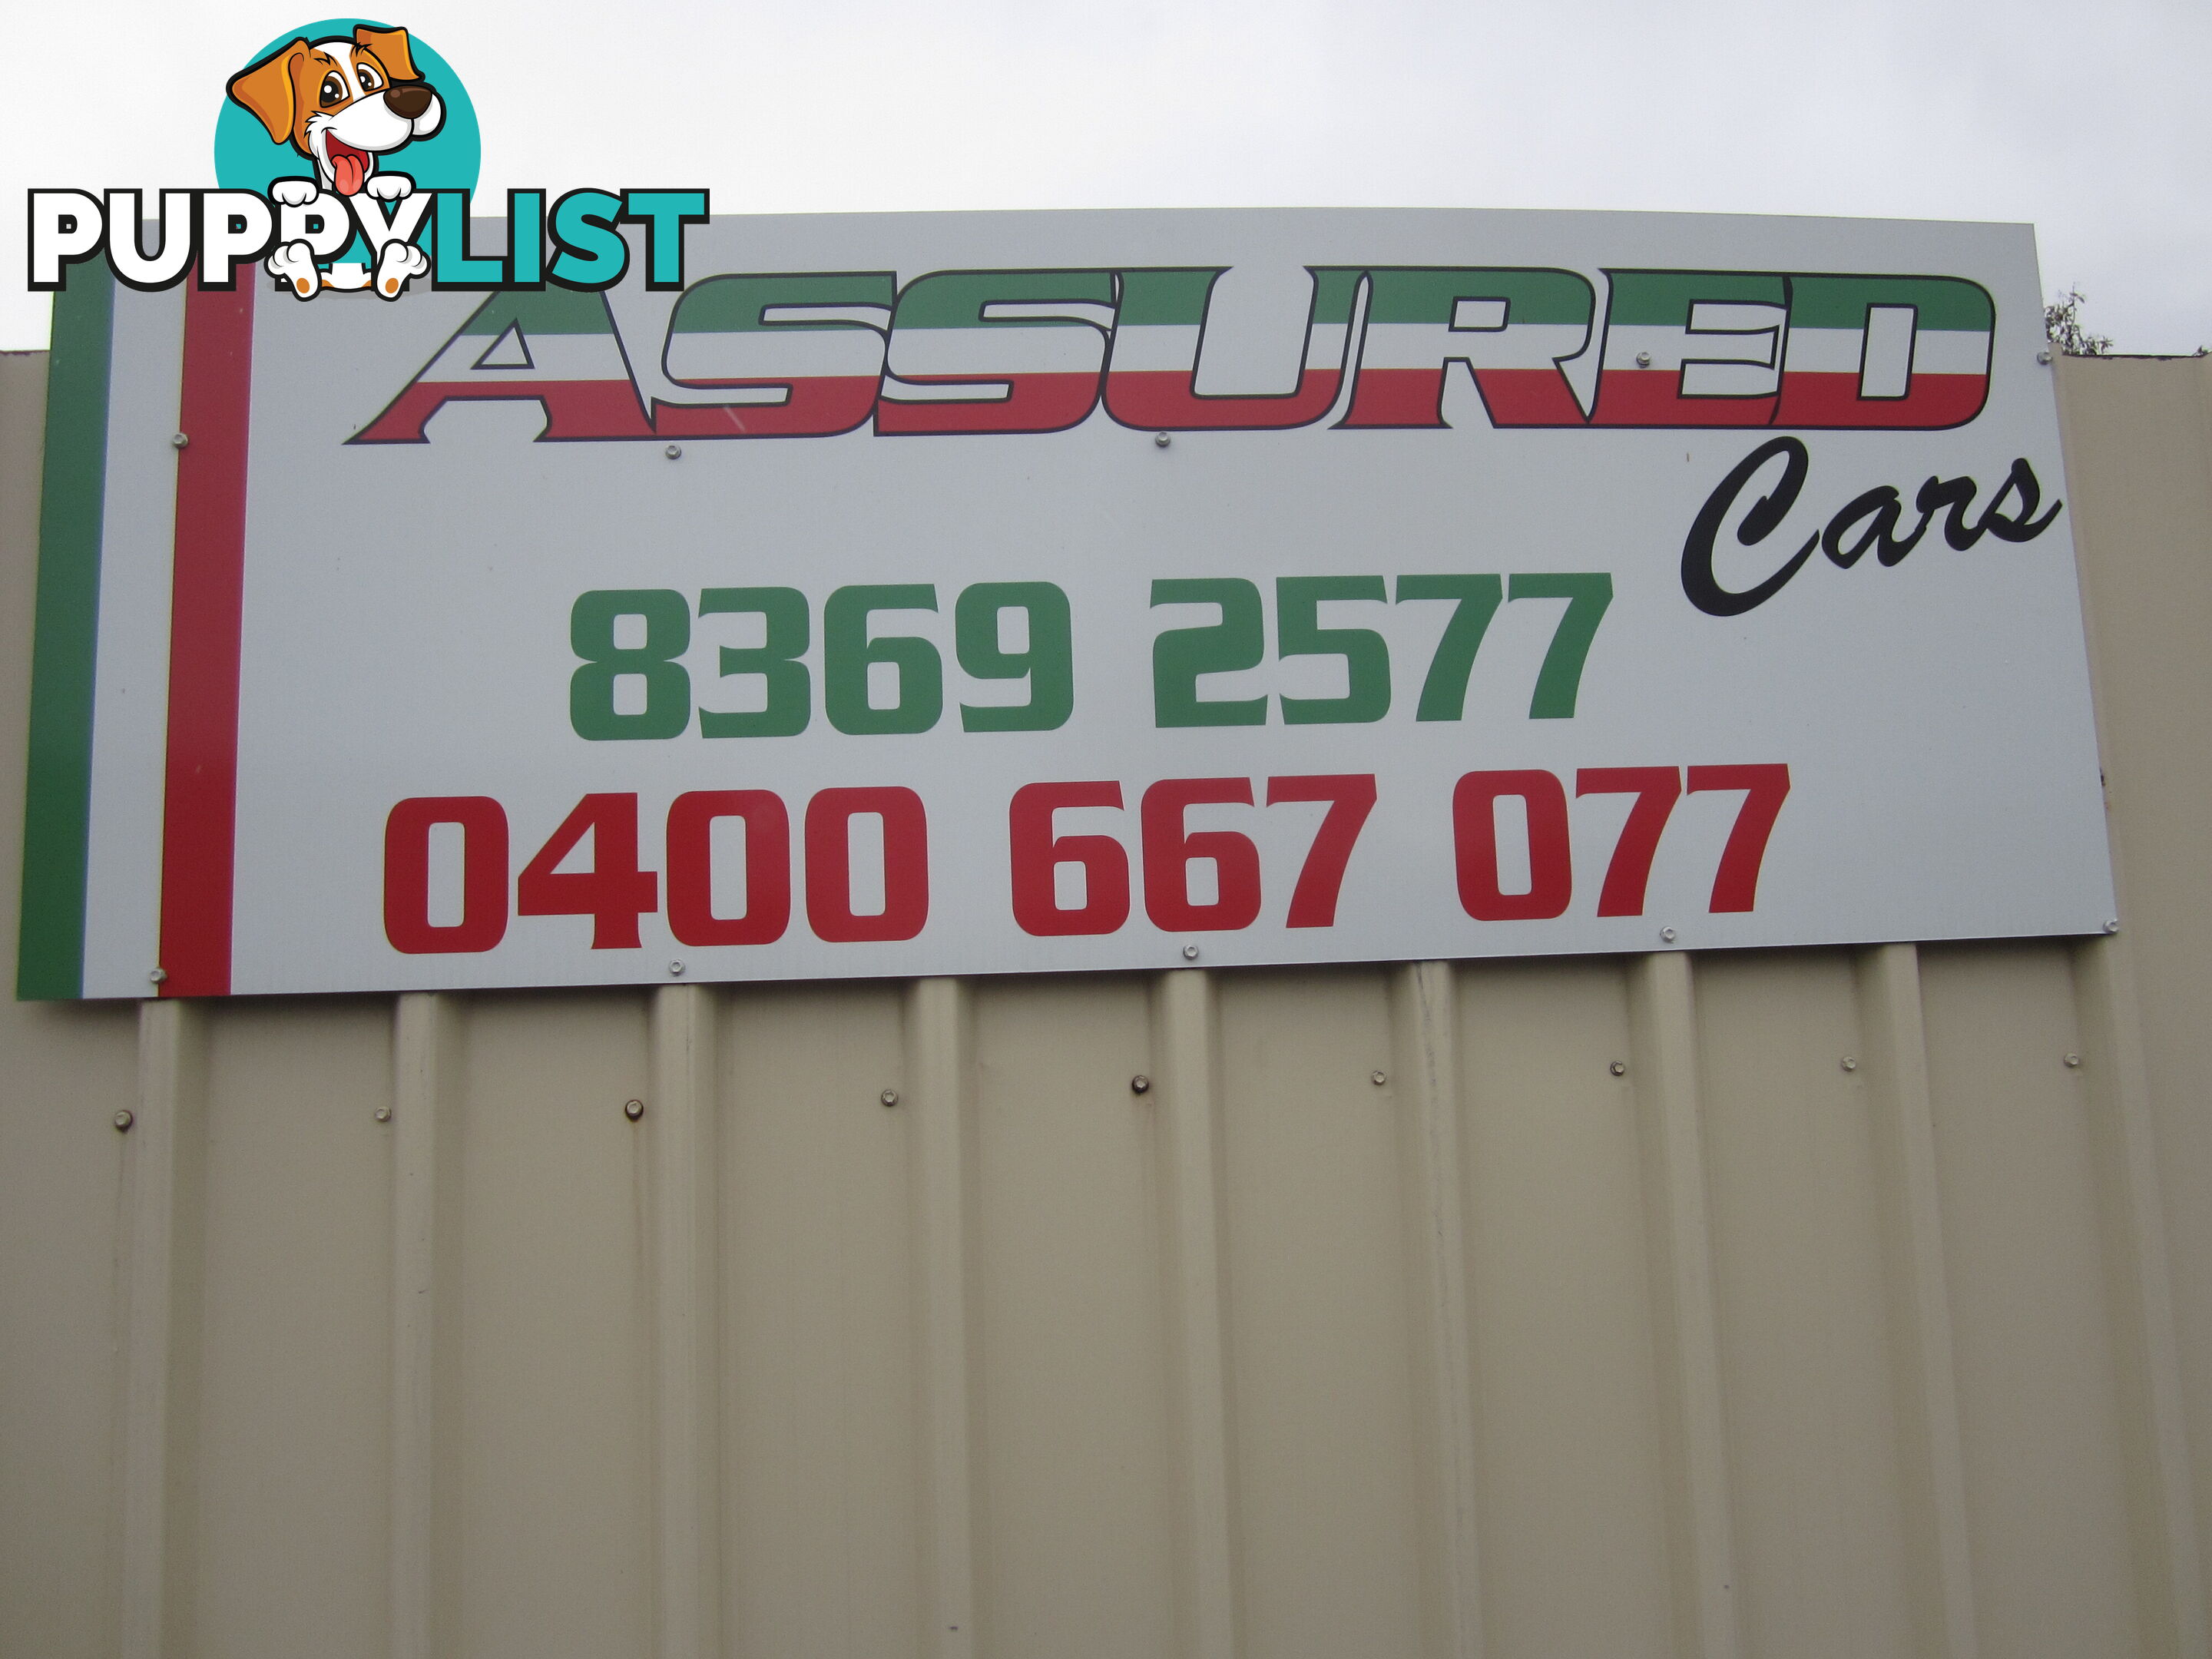 PUPPYLIST
ASSURED
Cars
8369 2577
0400 667 077